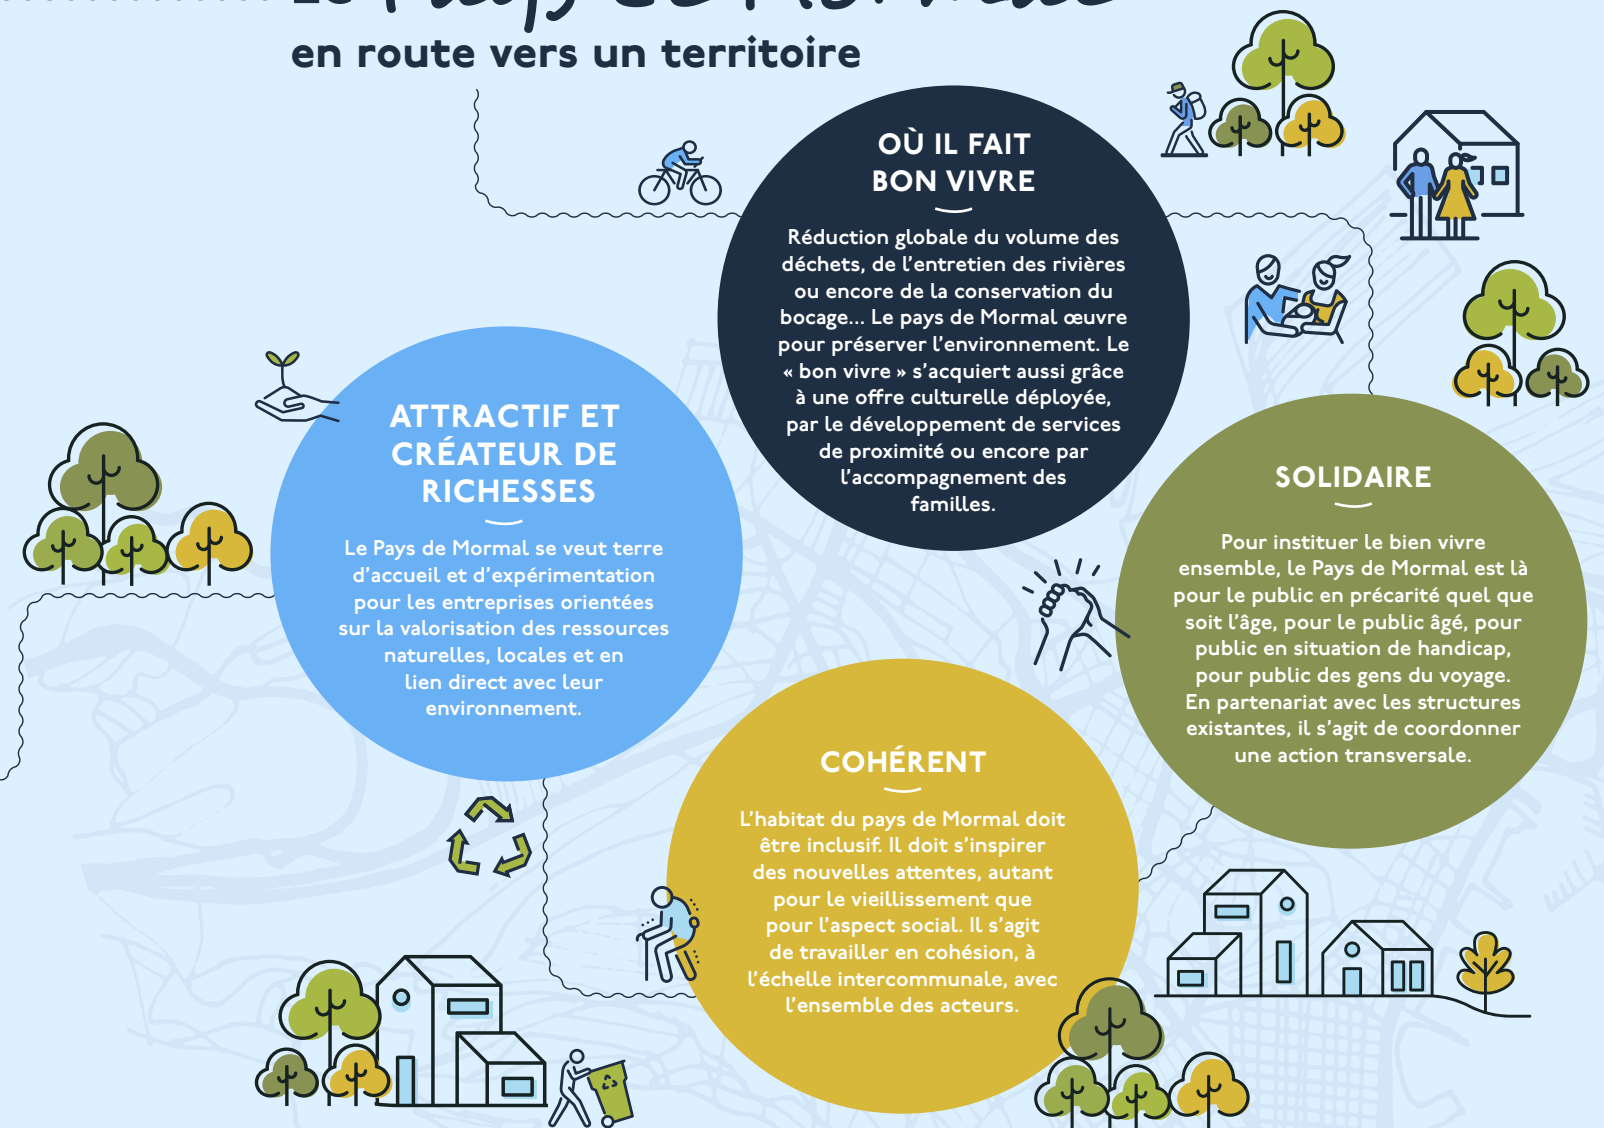 Le Pays de Mormal
en route vers un territoire
OÙ IL FAIT
BON VIVRE
Réduction globale du volume des
déchets, de l'entretien des rivières
ou encore de la conservation du
bocage... Le pays de Mormal œuvre
pour préserver l'environnement. Le
« bon vivre » s'acquiert aussi grâce
à une offre culturelle déployée,
par le développement de services
de proximité ou encore par
l'accompagnement des
familles.
ATTRACTIF ET
CRÉATEUR DE
RICHESSES
Le Pays de Mormal se veut terre
d'accueil et d'expérimentation
pour les entreprises orientées
sur la valorisation des ressources
naturelles, locales et en
lien direct avec leur
environnement.
SOLIDAIRE
Pour instituer le bien vivre
ensemble, le Pays de Mormal est là
pour le public en précarité quel que
soit l'âge, pour le public âgé, pour
public en situation de handicap,
pour public des gens du voyage.
En partenariat avec les structures
existantes, il s'agit de coordonner
une action transversale.
COHÉRENT
L'habitat du pays de Mormal doit
être inclusif. Il doit s'inspirer
des nouvelles attentes, autant
pour le vieillissement que
pour l'aspect social. Il s'agit
de travailler en cohésion, à
l'échelle intercommunale, avec
l'ensemble des acteurs.